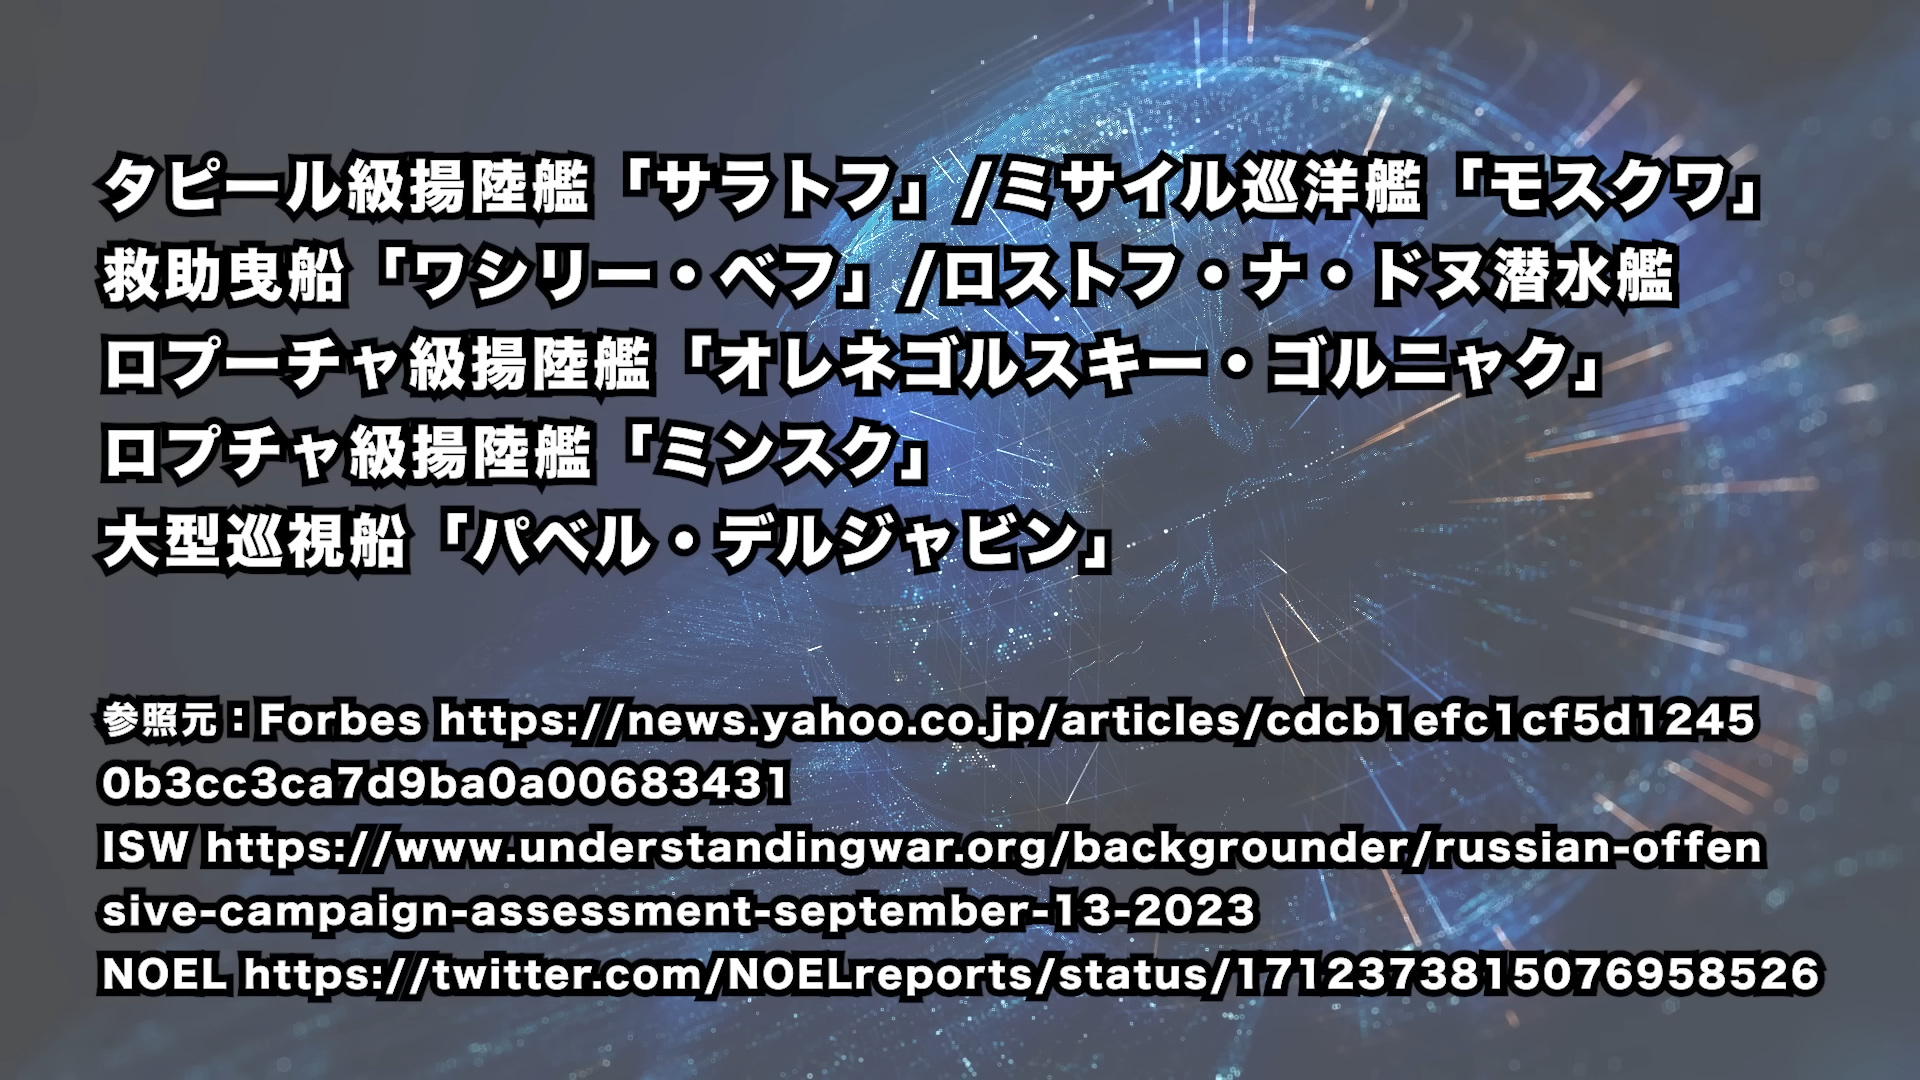 タピール級揚陸艦「サラトフ」/ミサイル巡洋艦「モスクワ」
救助曳船「ワシリー・ベフ」/ロストフ・ナ・ドヌ潜水艦
ロプーチャ級揚陸艦「オレネゴルスキー・ゴルニャク」
ロプチャ級揚陸艦「ミンスク」
大型巡視船「パベル・デルジャビン」
参照元：Forbes https://news.yahoo.co.jp/articles/cdcb1efc1cf5d1245
0b3cc3ca7d9ba0a00683431
ISW https://www.understandingwar.org/backgrounder/russian-offen
sive-campaign-assessment-september-13-2023
NOEL https://twitter.com/NOELreports/status/1712373815076958526